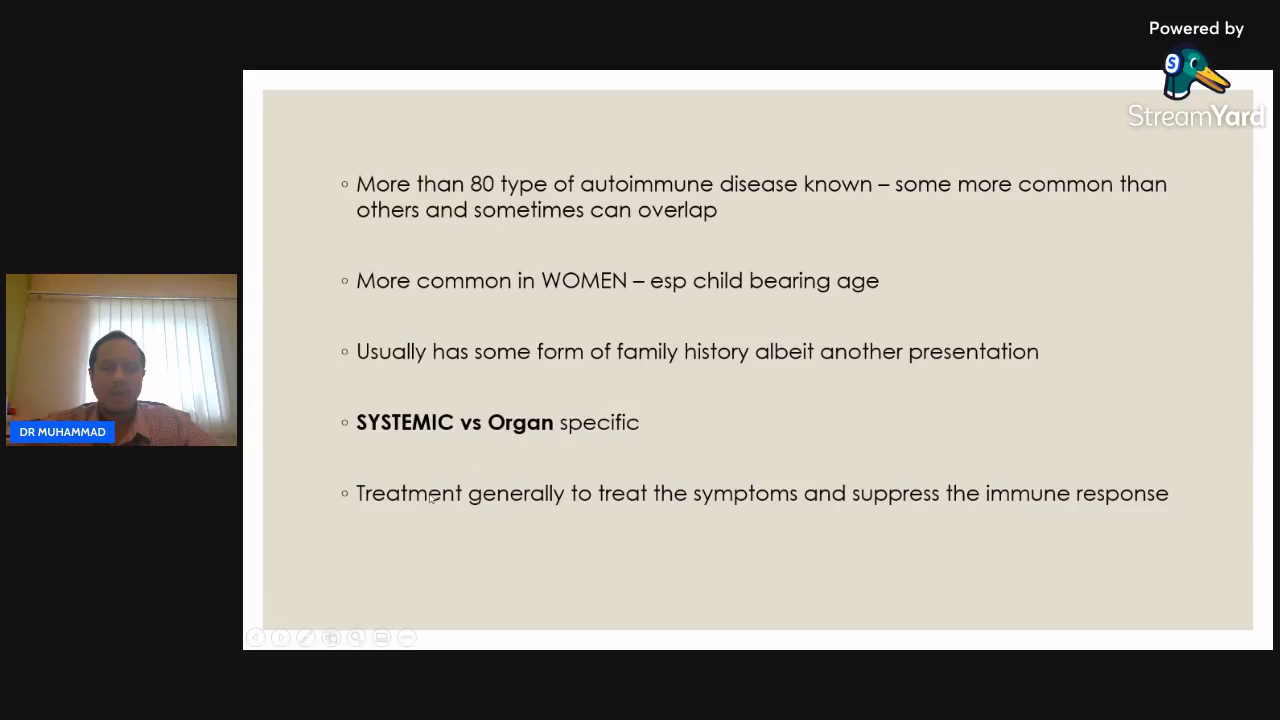 Powered by
StreamYard
◦ More than 80 type of autoimmune disease known – some more common than
others and sometimes can overlap
◦ More common in WOMEN – esp child bearing age
◦ Usually has some form of family history albeit another presentation
◦ SYSTEMIC vs Organ specific
◦ Treatment generally to treat the symptoms and suppress the immune response
DR MUHAMMAD